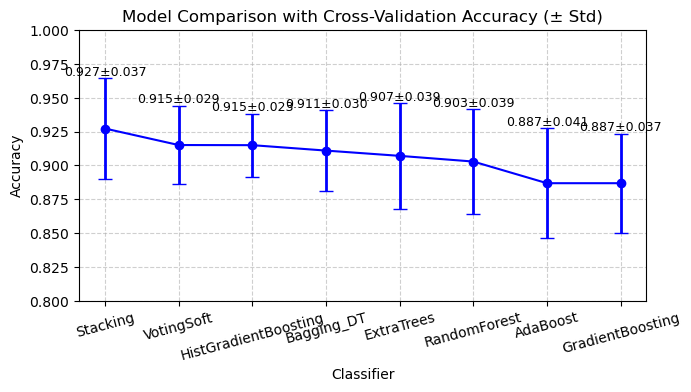 Model Comparison with Cross-Validation Accuracy (± Std)
Accuracy
1.000
0.975
0.950
0.925
0.900
0.875
0.850
0.825
0.800
0.927±0.037
0.915±0.029
0.915±0.023
0.911±0.030
0.907±0.039
0.903±0.039
0.887±0.041
0.887±0.037
Stacking
VotingSoft
HistGradientBoosting
Bagging_DT
ExtraTrees
RandomForest
AdaBoost
GradientBoosting
Classifier